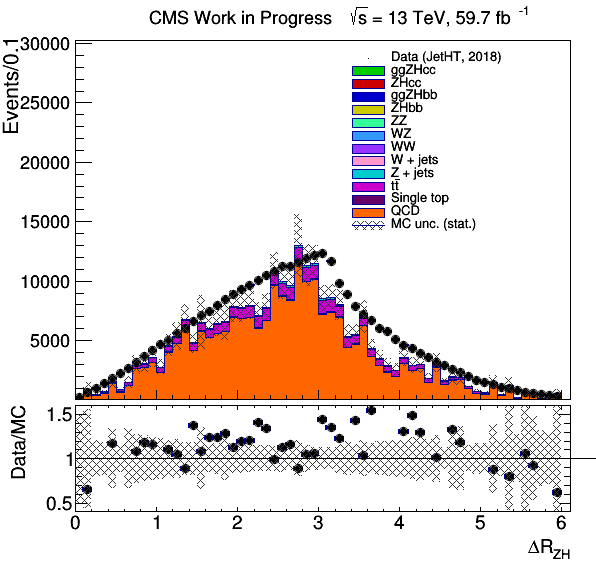 CMS Work in Progress √s = 13 TeV, 59.7 fb⁻¹
Events/0.1
30000
25000
20000
15000
10000
5000
Data (JetHT, 2018)
ggZHcc
ZHcc
ggZHbb
ZHbb
ZZ
WZ
WW
W + jets
Z + jets
tt̄
Single top
QCD
MC unc. (stat.)
Data/MC
1.5
1
0.5
0 1 2 3 4 5 6
ΔR_ZH